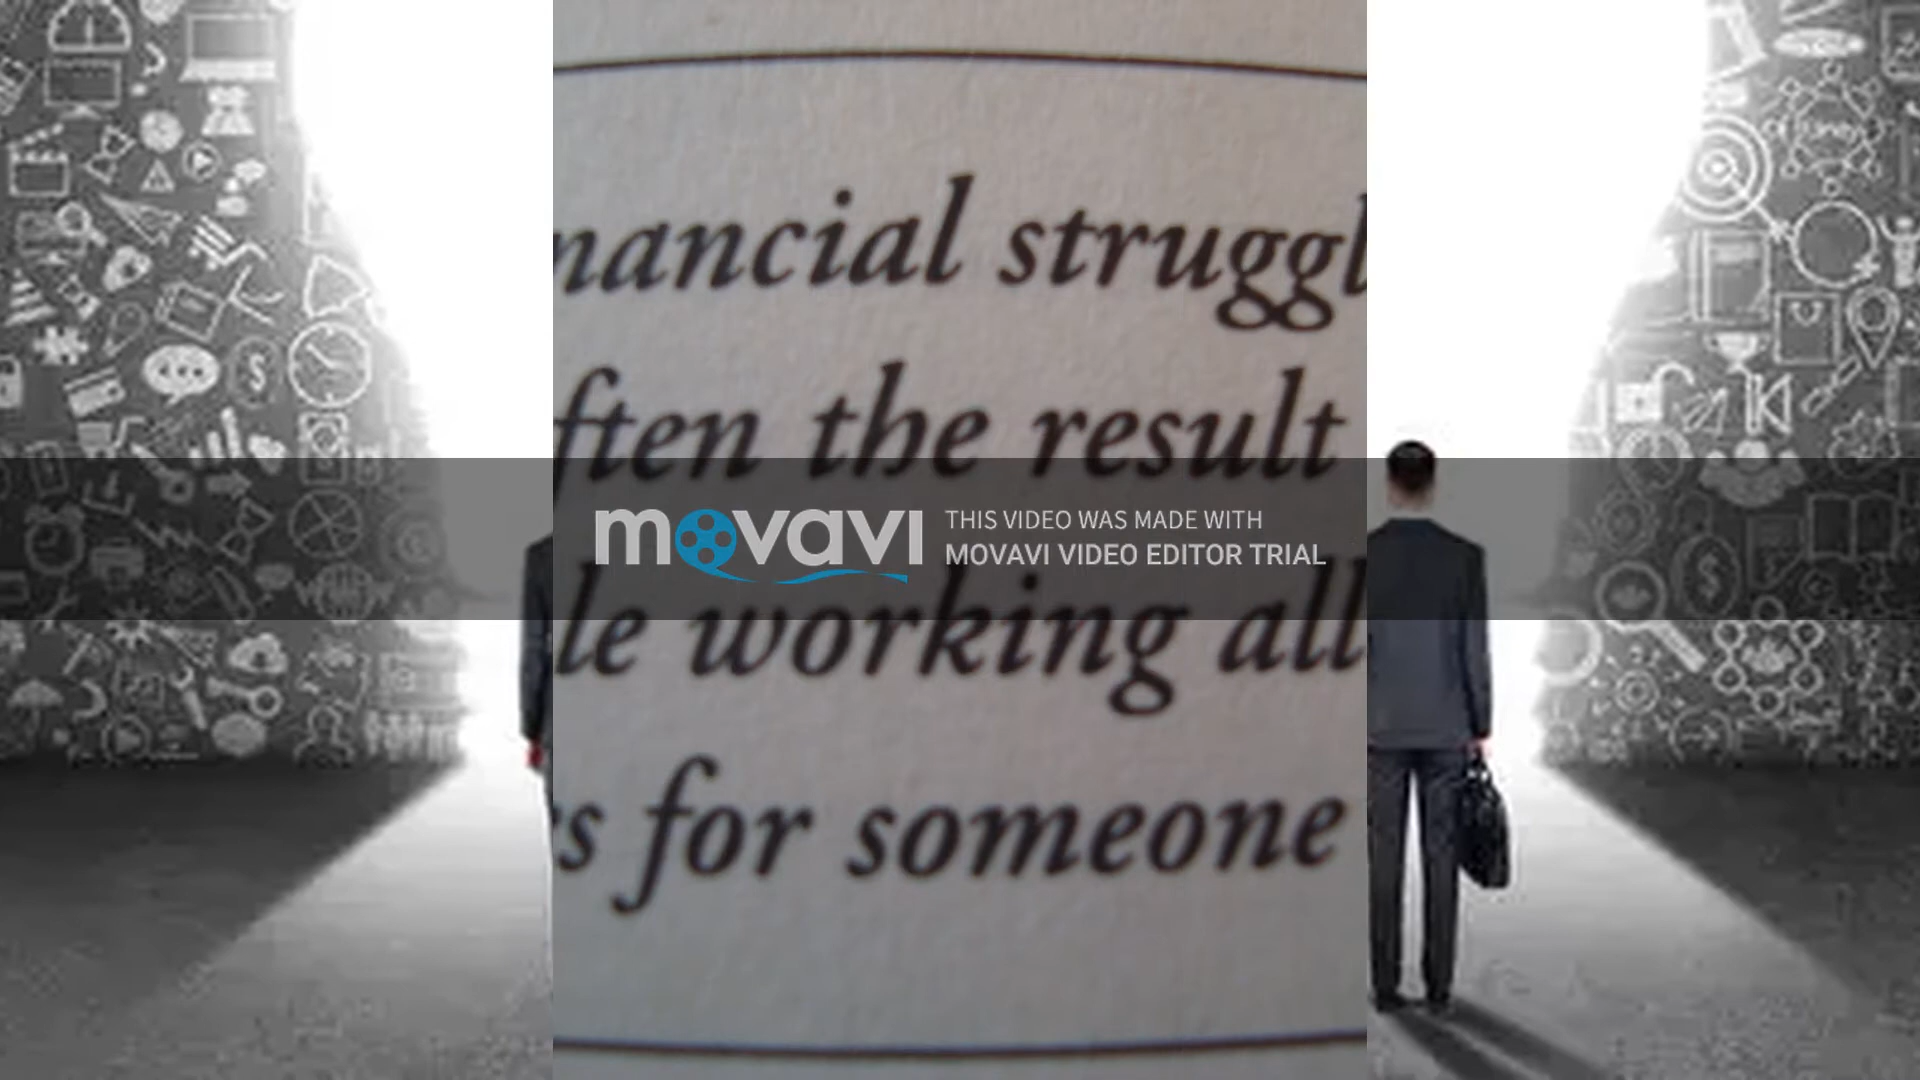 nancial struggl
ften the result
movavi THIS VIDEO WAS MADE WITH
MOVAVI VIDEO EDITOR TRIAL
le working all
s for someone